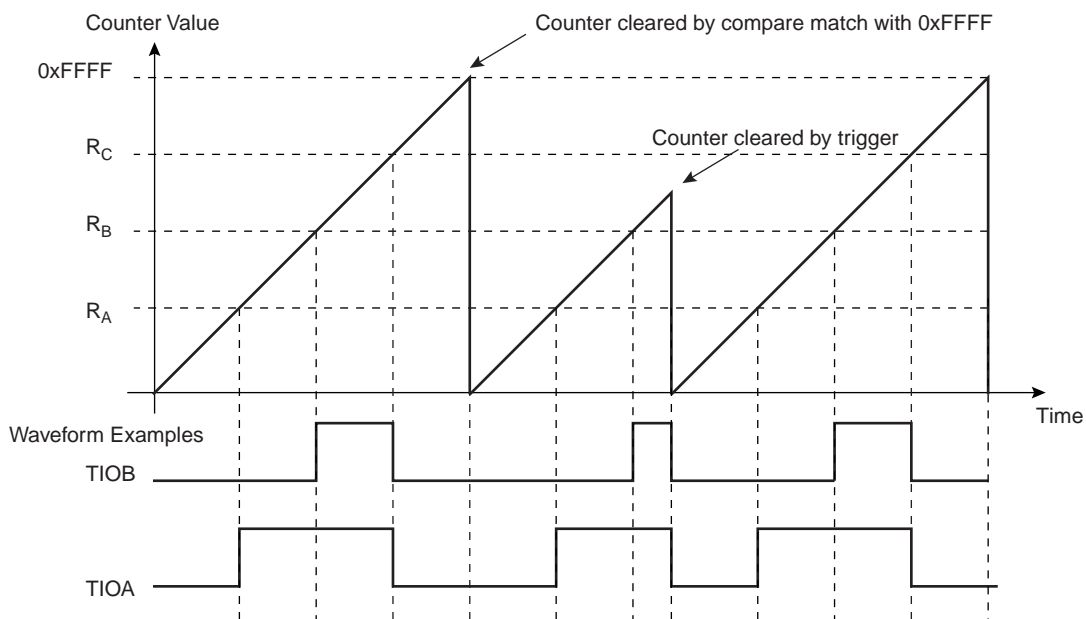 Counter Value
Counter cleared by compare match with 0xFFFF
0xFFFF
Counter cleared by trigger
RC
RB
RA
Time
Waveform Examples
TIOB
TIOA